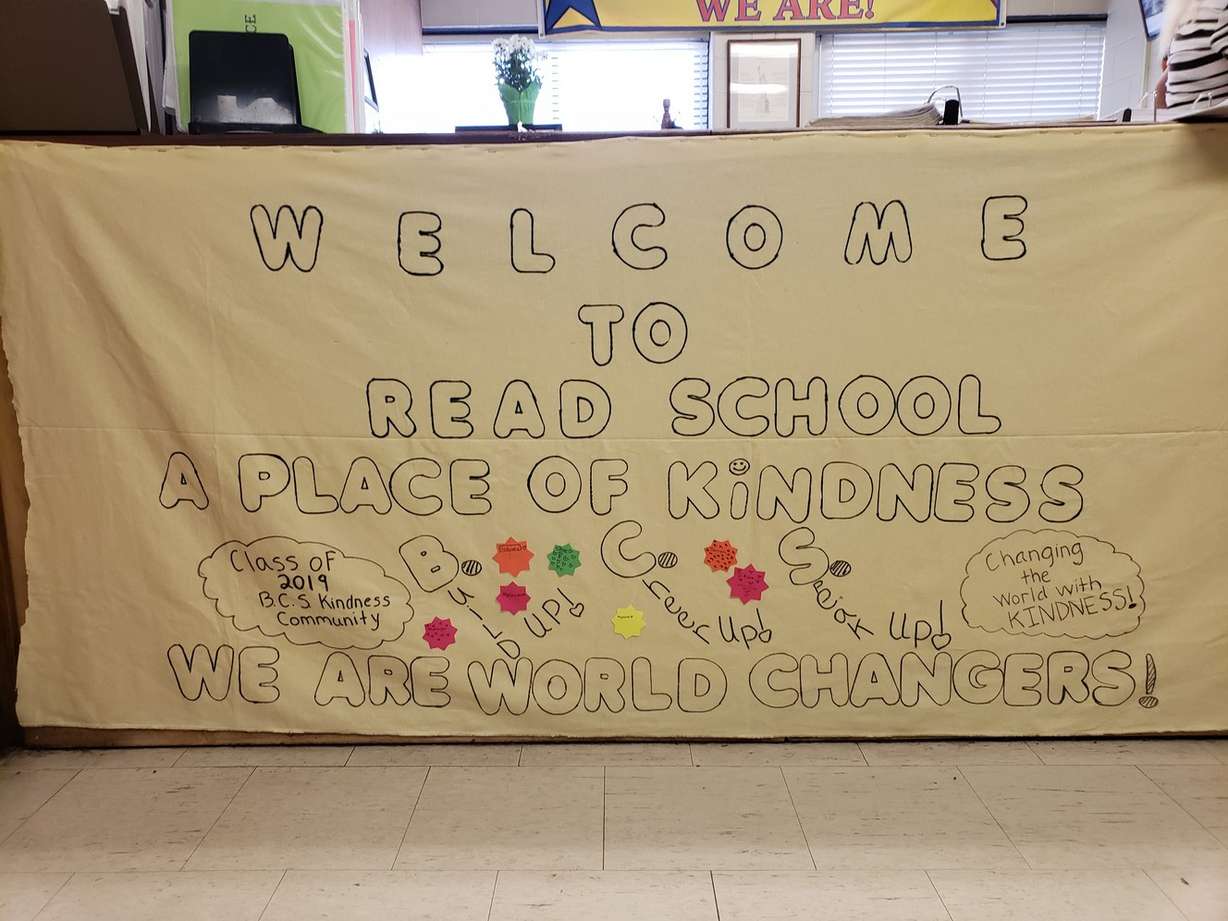 CE
WE ARE!
WELCOME
TO
READ SCHOOL
A PLACE OF KiNDNESS
Class of
2019
B.C.S Kindness
Community
B. UiLD UP!
C. heer Up!
S. Peak Up!
Changing
the
World with
KINDNESS!
WE ARE WORLD CHANGERS!